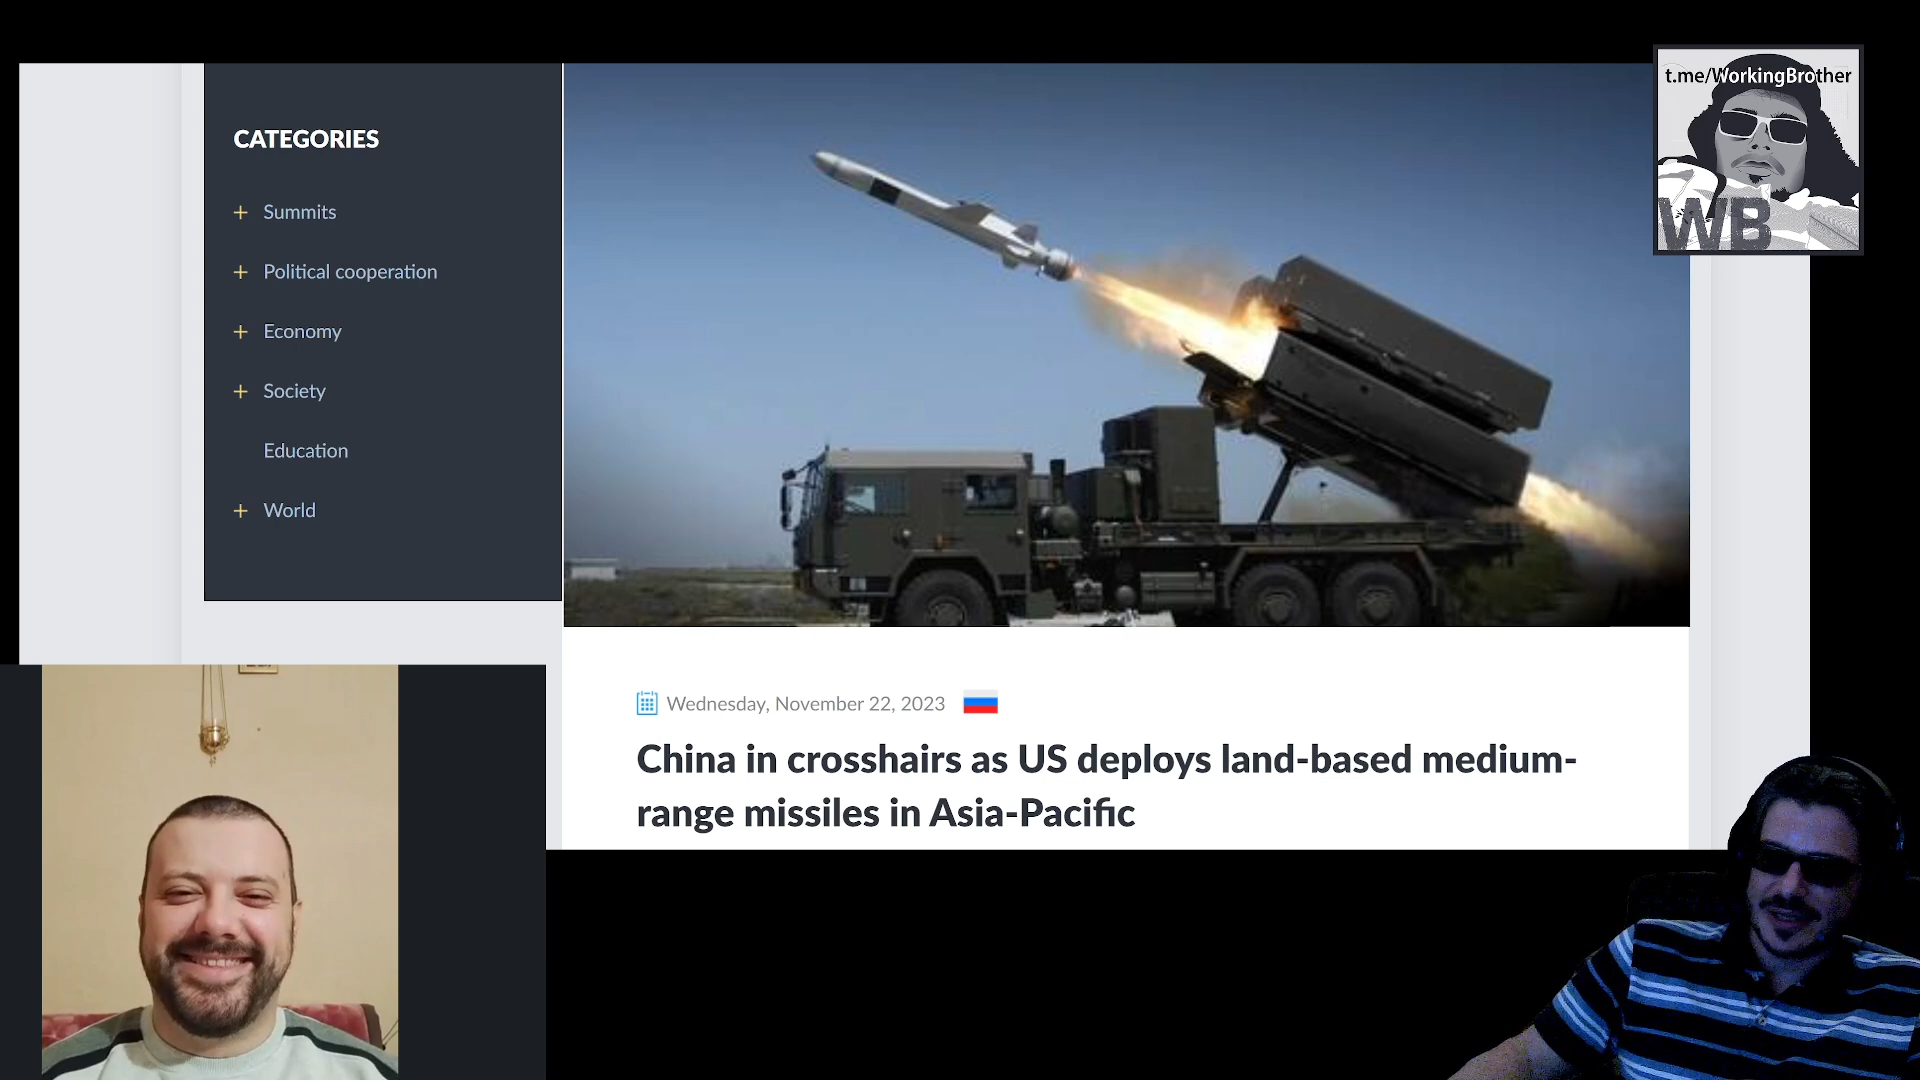 CATEGORIES
+ Summits
+ Political cooperation
+ Economy
+ Society
Education
+ World
t.me/WorkingBrother
WB
Wednesday, November 22, 2023
China in crosshairs as US deploys land-based medium-
range missiles in Asia-Pacific